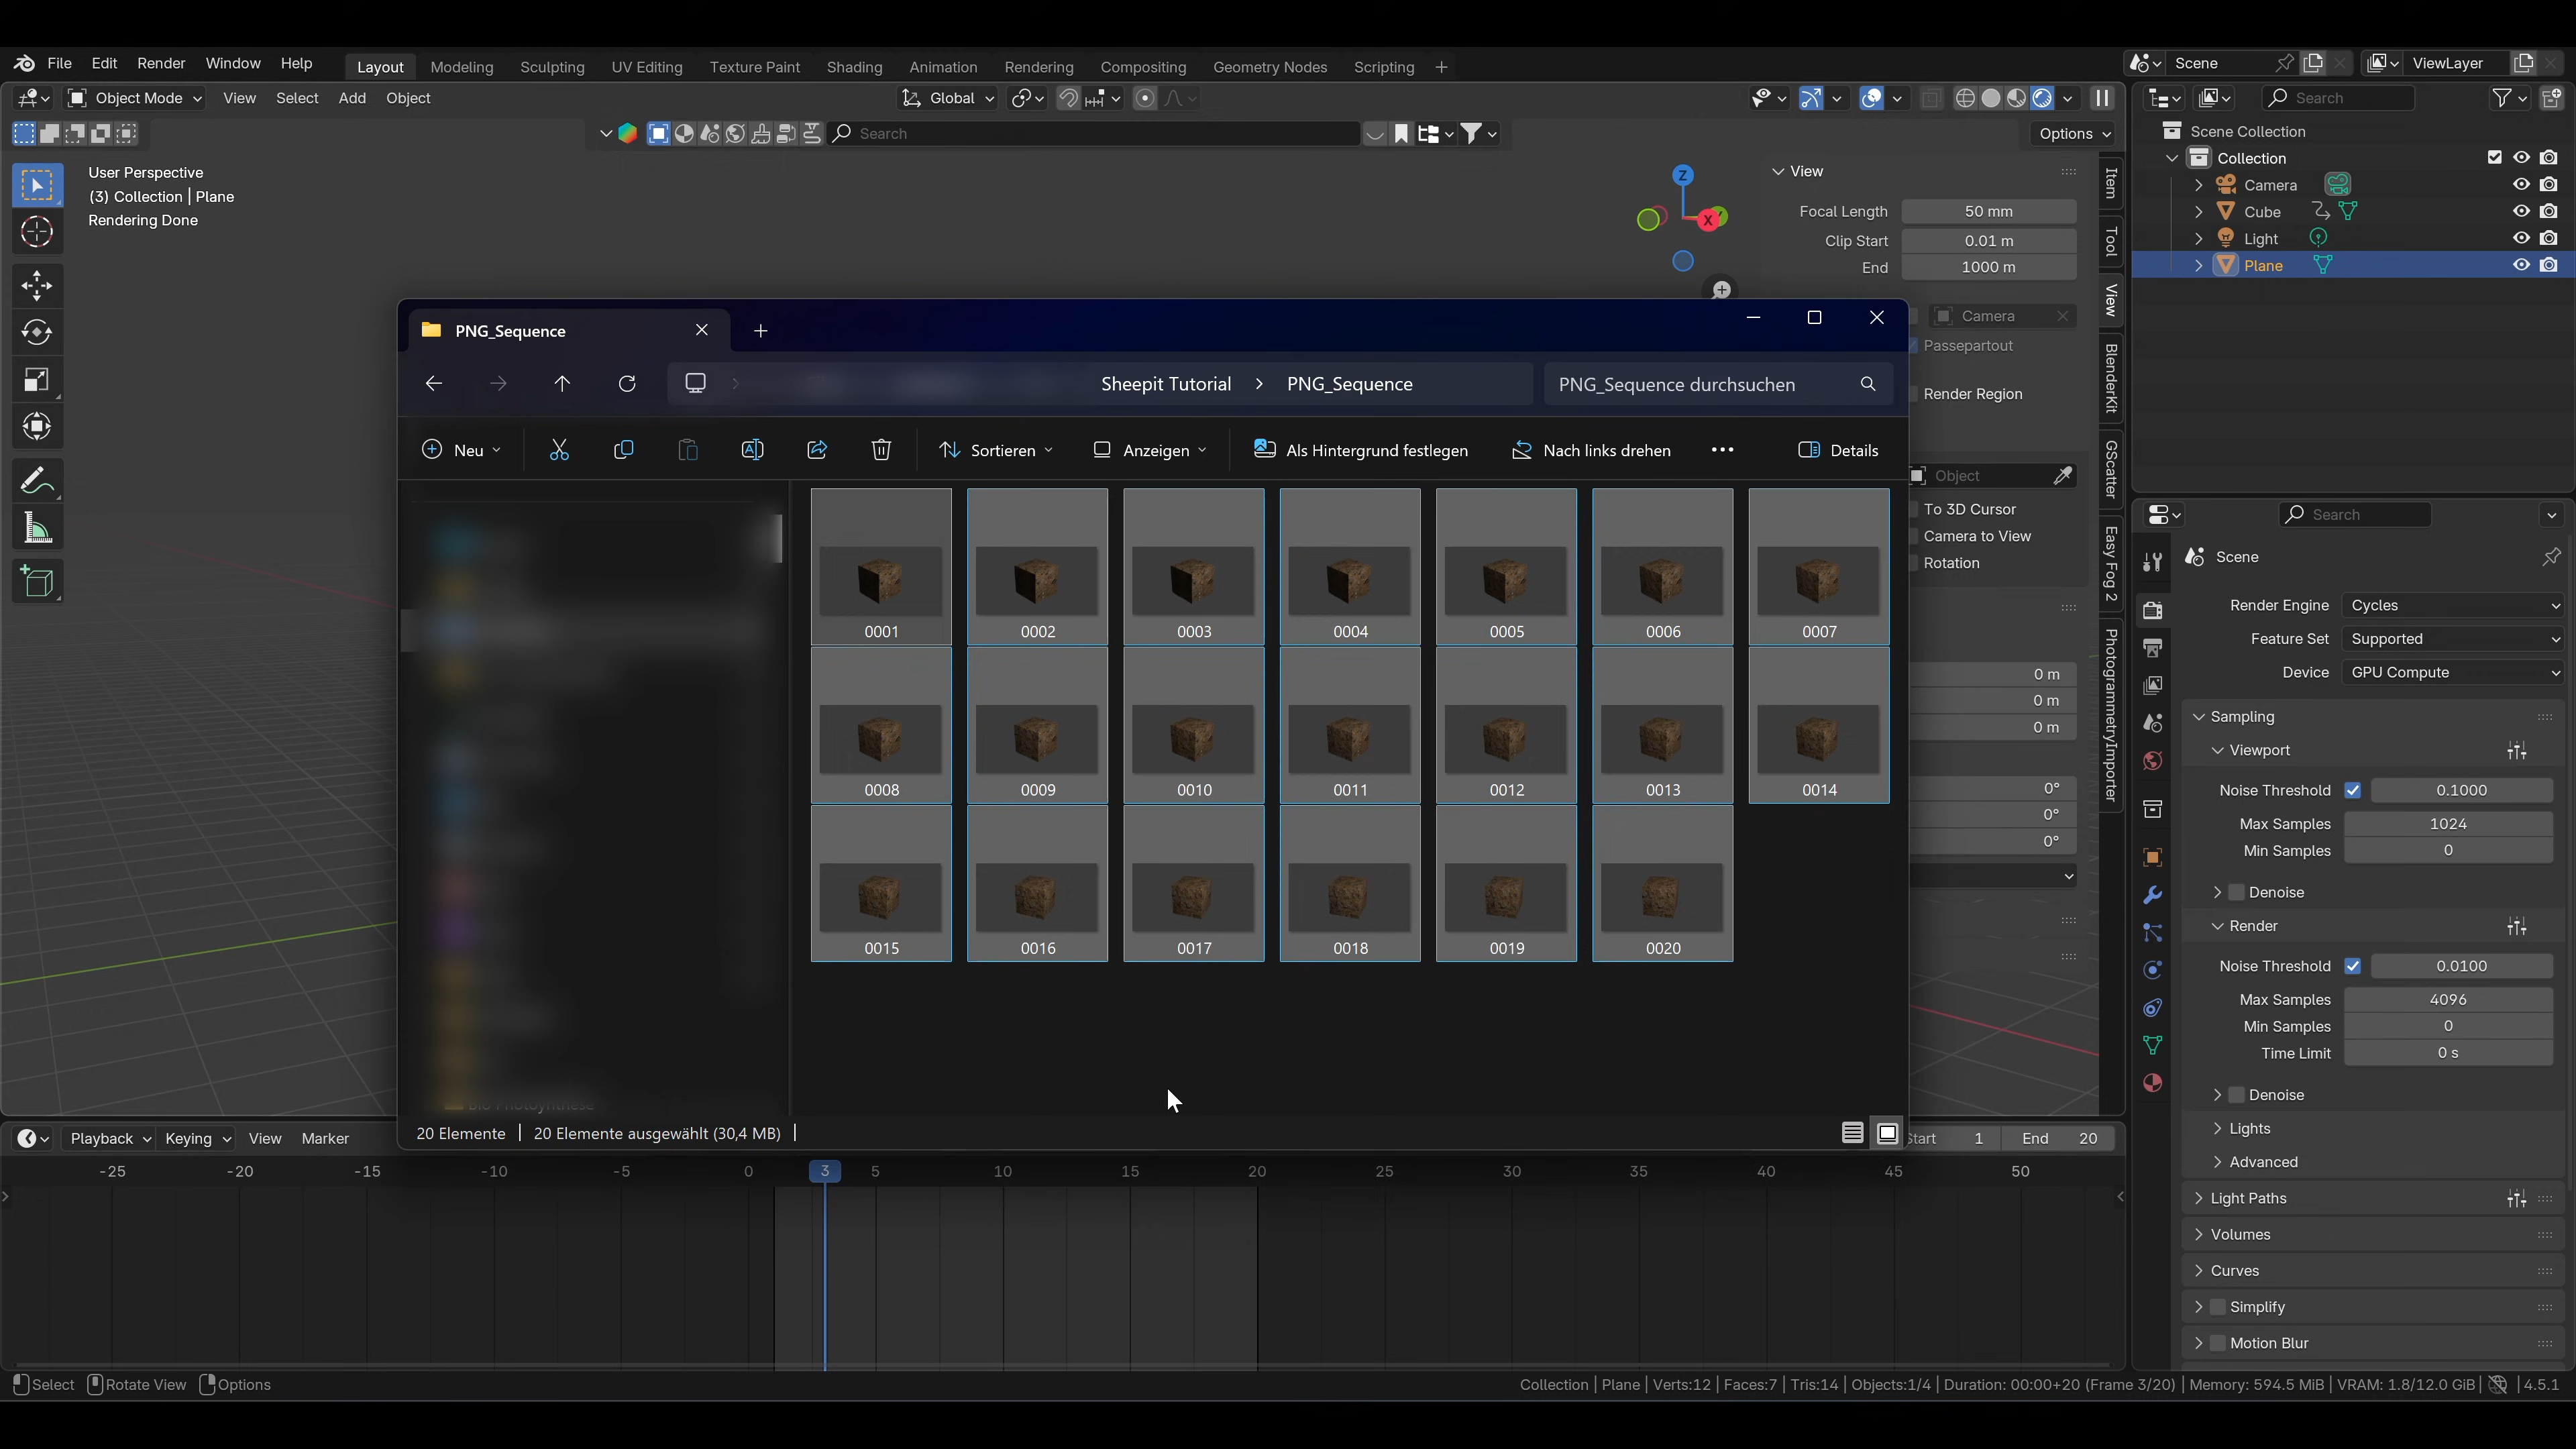 File Edit Render Window Help Layout Modeling Sculpting UV Editing Texture Paint Shading Animation Rendering Compositing Geometry Nodes Scripting + Scene ViewLayer
Object Mode View Select Add Object Global Search
Search
Options
User Perspective
(3) Collection | Plane
Rendering Done
Z
X
View
Focal Length 50 mm
Clip Start 0.01 m
End 1000 m
Camera
Passepartout
Render Region
Object
To 3D Cursor
Camera to View
Rotation
0 m
0 m
0 m
0°
0°
0°
Item
Tool
View
BlenderKit
GScatter
Easy Fog 2
PhotogrammetryImporter
Scene Collection
Collection
Camera
Cube
Light
Plane
PNG_Sequence
Sheepit Tutorial > PNG_Sequence PNG_Sequence durchsuchen
Neu Sortieren Anzeigen Als Hintergrund festlegen Nach links drehen ••• Details
0001 0002 0003 0004 0005 0006 0007
0008 0009 0010 0011 0012 0013 0014
0015 0016 0017 0018 0019 0020
20 Elemente | 20 Elemente ausgewählt (30,4 MB) |
Search
Scene
Render Engine Cycles
Feature Set Supported
Device GPU Compute
Sampling
Viewport
Noise Threshold 0.1000
Max Samples 1024
Min Samples 0
Denoise
Render
Noise Threshold 0.0100
Max Samples 4096
Min Samples 0
Time Limit 0 s
Denoise
Lights
Advanced
Light Paths
Volumes
Curves
Simplify
Motion Blur
Playback Keying View Marker Start 1 End 20
-25 -20 -15 -10 -5 0 3 5 10 15 20 25 30 35 40 45 50
Select Rotate View Options Collection | Plane | Verts:12 | Faces:7 | Tris:14 | Objects:1/4 | Duration: 00:00+20 (Frame 3/20) | Memory: 594.5 MiB | VRAM: 1.8/12.0 GiB | 4.5.1